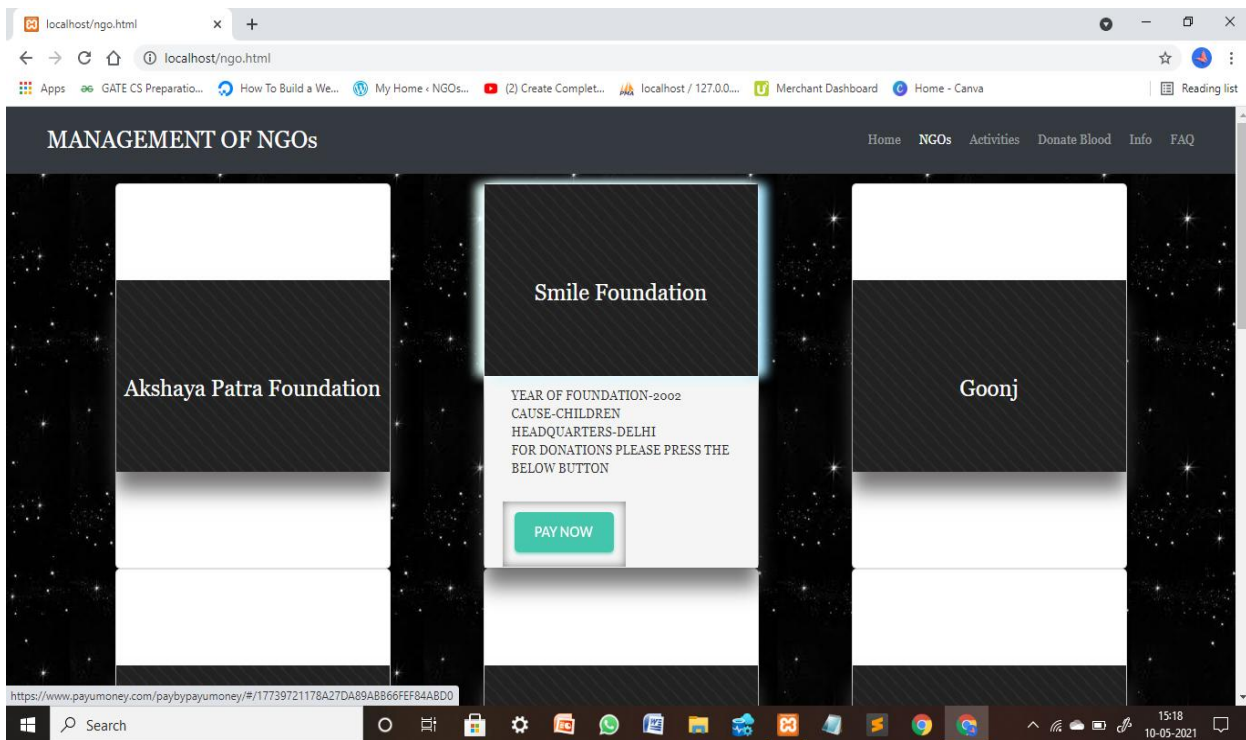 localhost/ngo.html
localhost/ngo.html
Apps GATE CS Preparatio... How To Build a We... My Home ‹ NGOs... (2) Create Complet... localhost / 127.0.0.... Merchant Dashboard Home - Canva Reading list
MANAGEMENT OF NGOs
Home NGOs Activities Donate Blood Info FAQ
Smile Foundation
Akshaya Patra Foundation
Goonj
YEAR OF FOUNDATION-2002
CAUSE-CHILDREN
HEADQUARTERS-DELHI
FOR DONATIONS PLEASE PRESS THE
BELOW BUTTON
PAY NOW
https://www.payumoney.com/paybypayumoney/#/17739721178A27DA89ABB66FEF84ABD0
Search
15:18
10-05-2021